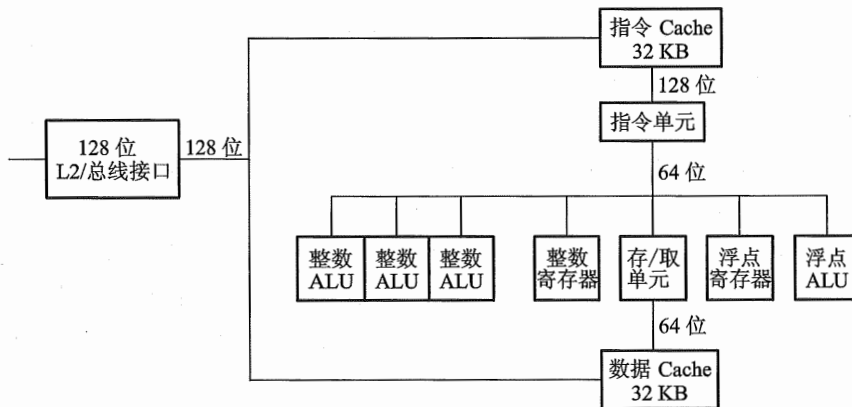 指令 Cache
32 KB
128 位
指令单元
128 位
L2/总线接口
128 位
64 位
整数
ALU
整数
ALU
整数
ALU
整数
寄存器
存/取
单元
浮点
寄存器
浮点
ALU
64 位
数据 Cache
32 KB